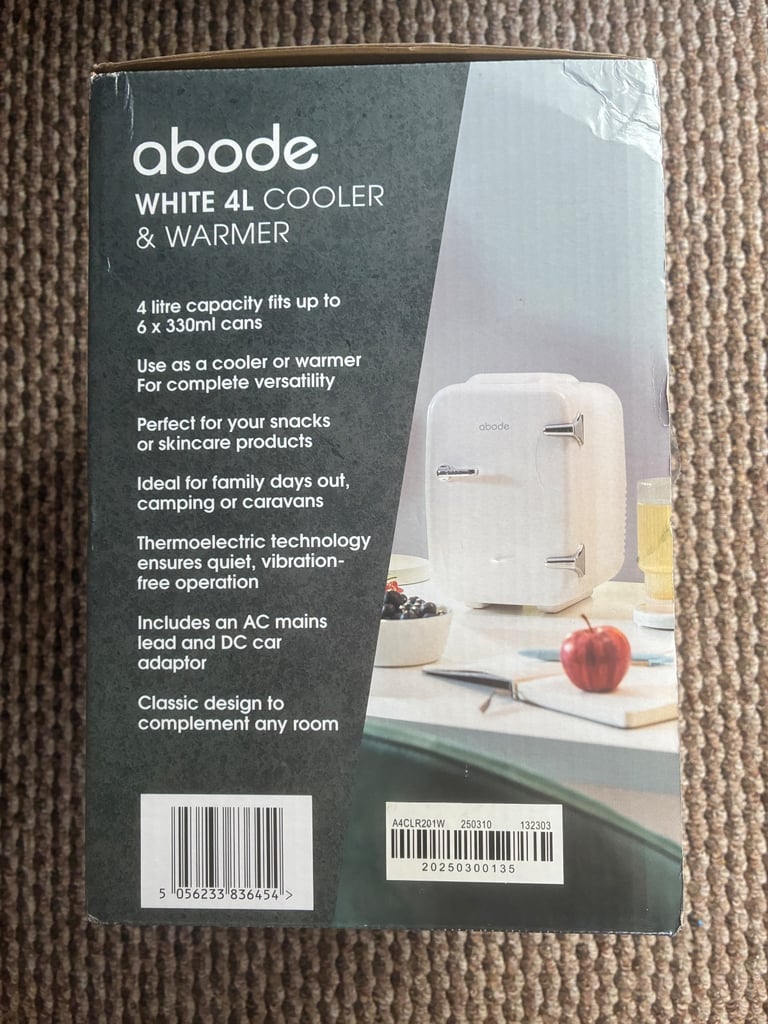 abode
WHITE 4L COOLER
& WARMER
4 litre capacity fits up to
6 x 330ml cans
Use as a cooler or warmer
For complete versatility
Perfect for your snacks
or skincare products
Ideal for family days out,
camping or caravans
Thermoelectric technology
ensures quiet, vibration-
free operation
Includes an AC mains
lead and DC car
adaptor
Classic design to
complement any room
abode
5 056233 836454 >
A4CLR201W 250310 132303
20250300135